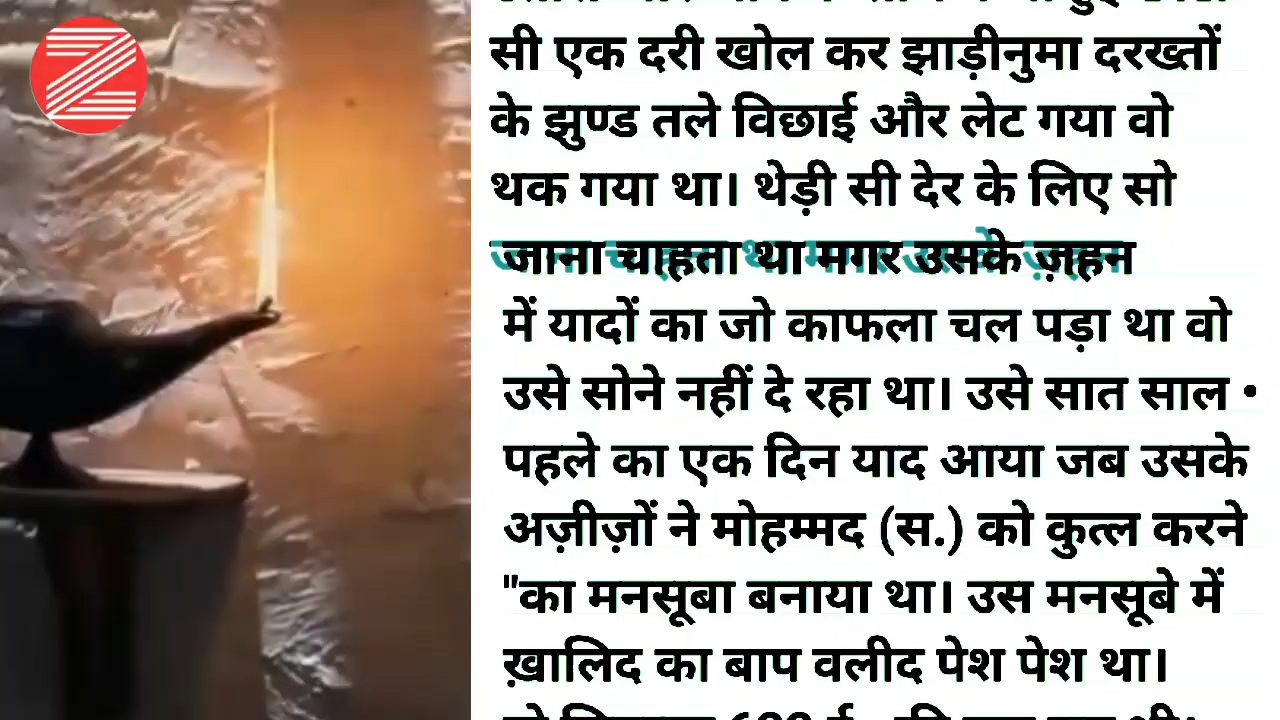 सी एक दरी खोल कर झाड़ीनुमा दरख्तों
के झुण्ड तले विछाई और लेट गया वो
थक गया था। थेड़ी सी देर के लिए सो
जाना चाहता था मगर उसके ज़हन
में यादों का जो काफला चल पड़ा था वो
उसे सोने नहीं दे रहा था। उसे सात साल •
पहले का एक दिन याद आया जब उसके
अज़ीज़ों ने मोहम्मद (स.) को कुत्ल करने
"का मनसूबा बनाया था। उस मनसूबे में
ख़ालिद का बाप वलीद पेश पेश था।